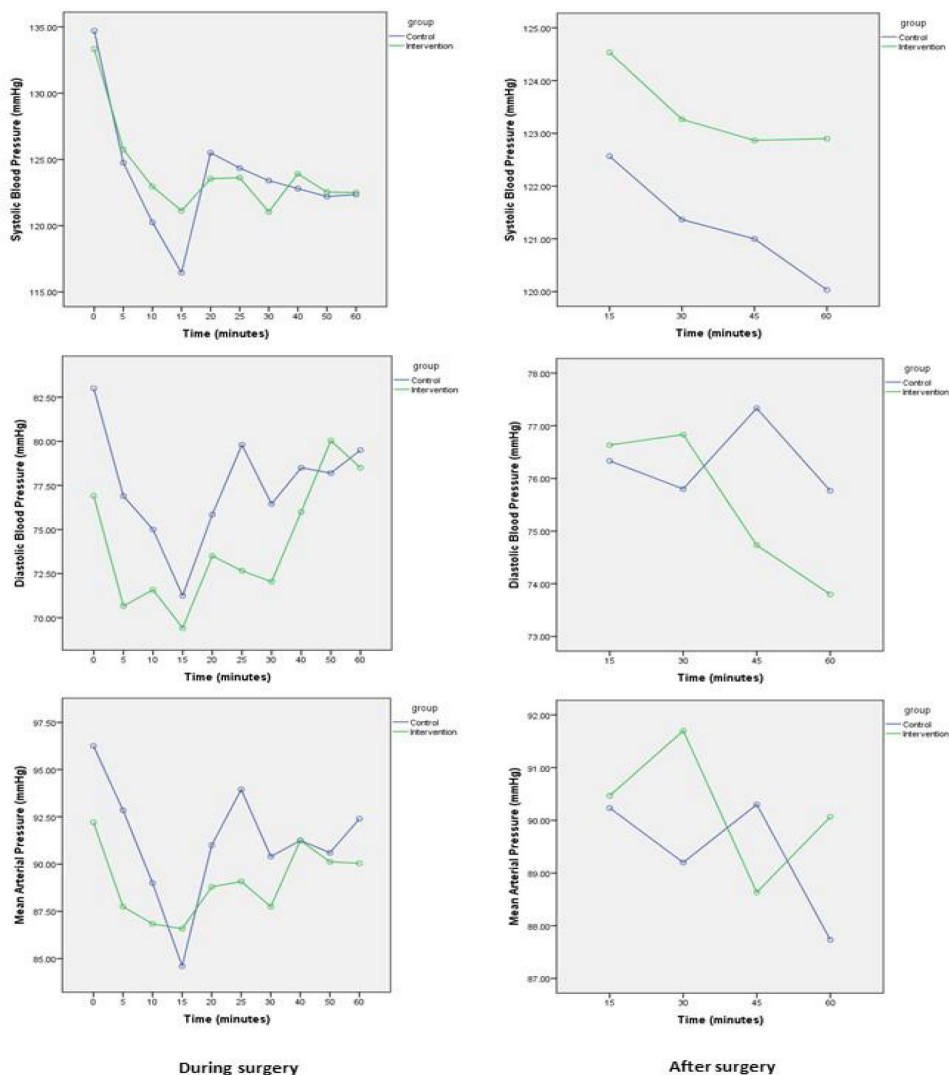 group
Control
Intervention
Systolic Blood Pressure (mmHg)
135.00
130.00
125.00
120.00
115.00
0 5 10 15 20 25 30 40 50 60
Time (minutes)
group
Control
Intervention
Systolic Blood Pressure (mmHg)
125.00
124.00
123.00
122.00
121.00
120.00
15 30 45 60
Time (minutes)
group
Control
Intervention
Diastolic Blood Pressure (mmHg)
82.50
80.00
77.50
75.00
72.50
70.00
0 5 10 15 20 25 30 40 50 60
Time (minutes)
group
Control
Intervention
Diastolic Blood Pressure (mmHg)
78.00
77.00
76.00
75.00
74.00
73.00
15 30 45 60
Time (minutes)
group
Control
Intervention
Mean Arterial Pressure (mmHg)
97.50
95.00
92.50
90.00
87.50
85.00
0 5 10 15 20 25 30 40 50 60
Time (minutes)
group
Control
Intervention
Mean Arterial Pressure (mmHg)
92.00
91.00
90.00
89.00
88.00
87.00
15 30 45 60
Time (minutes)
During surgery
After surgery